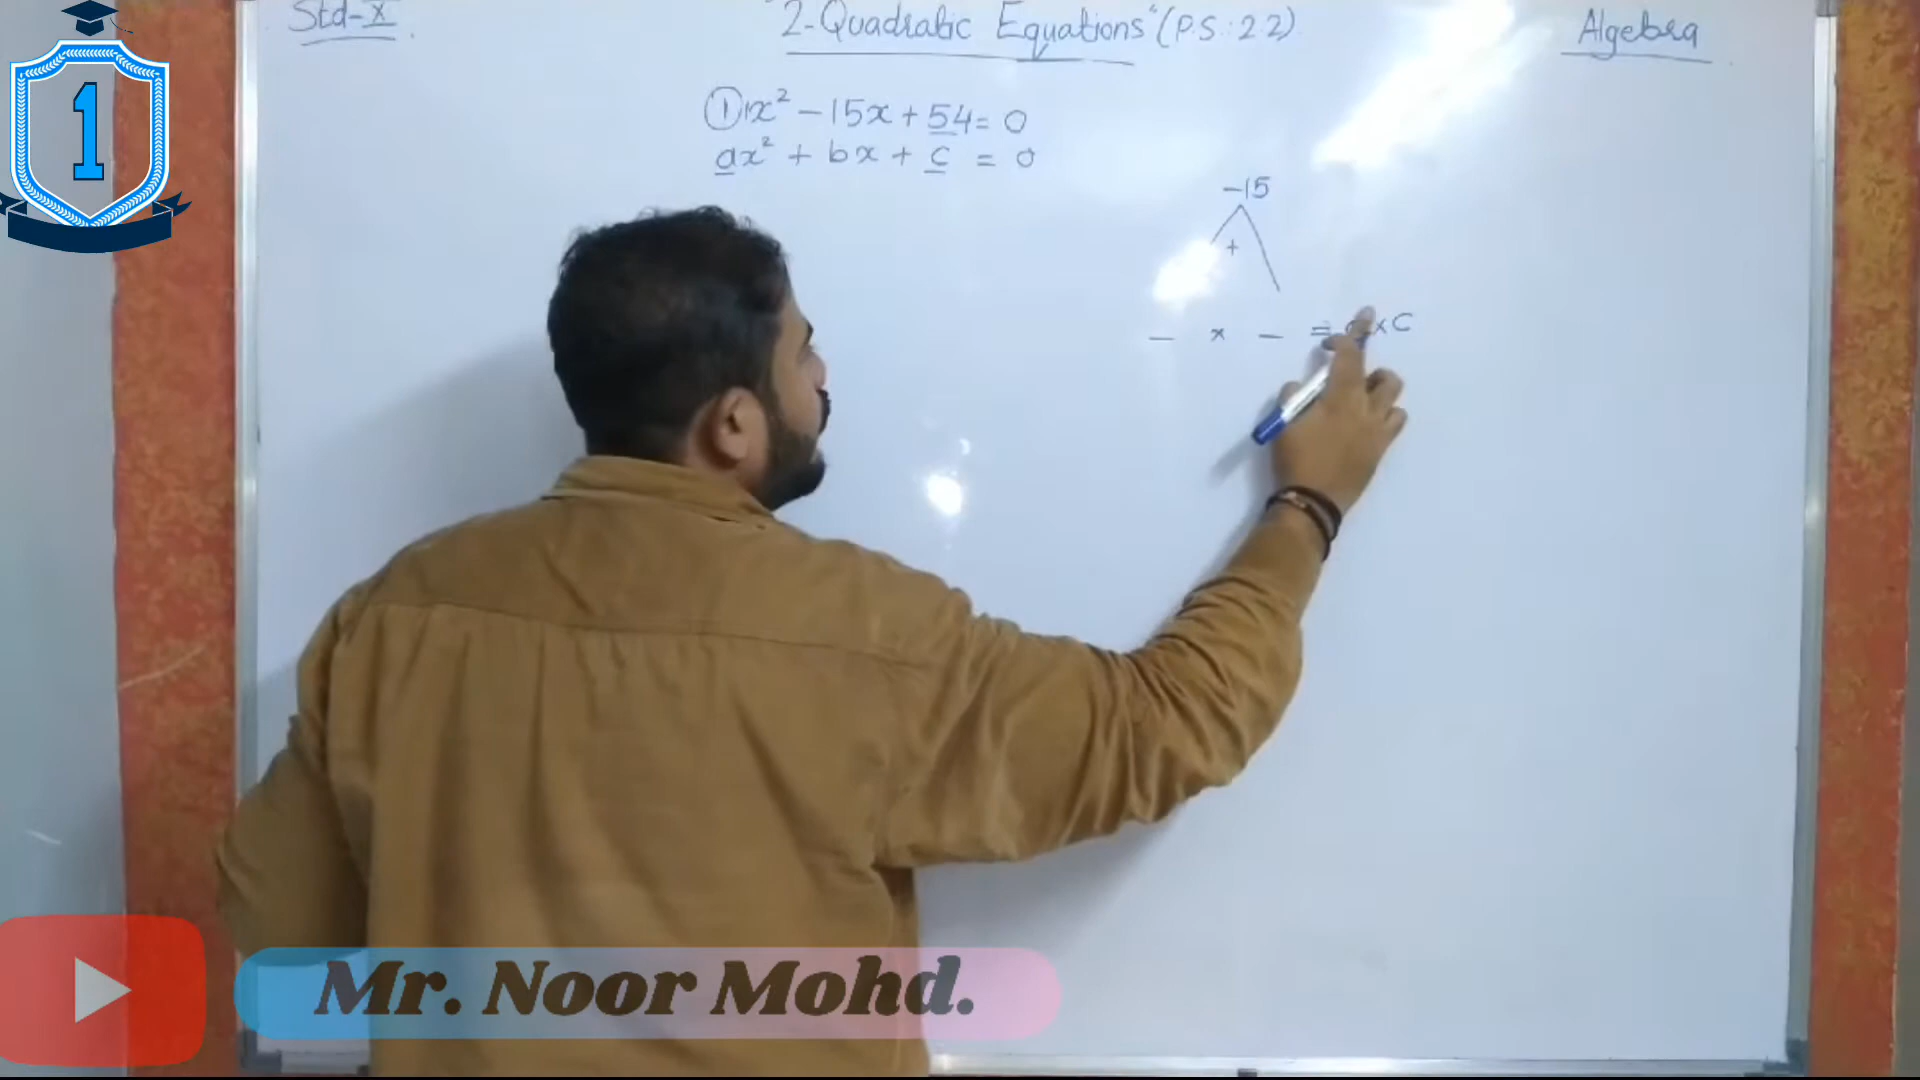 Std-X
"2-Quadratic Equations" (P.S.:2.2)
Algebra
1
① 1x² - 15x + 54 = 0
ax² + bx + c = 0
-15
+
_ × _ = a×c
Mr. Noor Mohd.